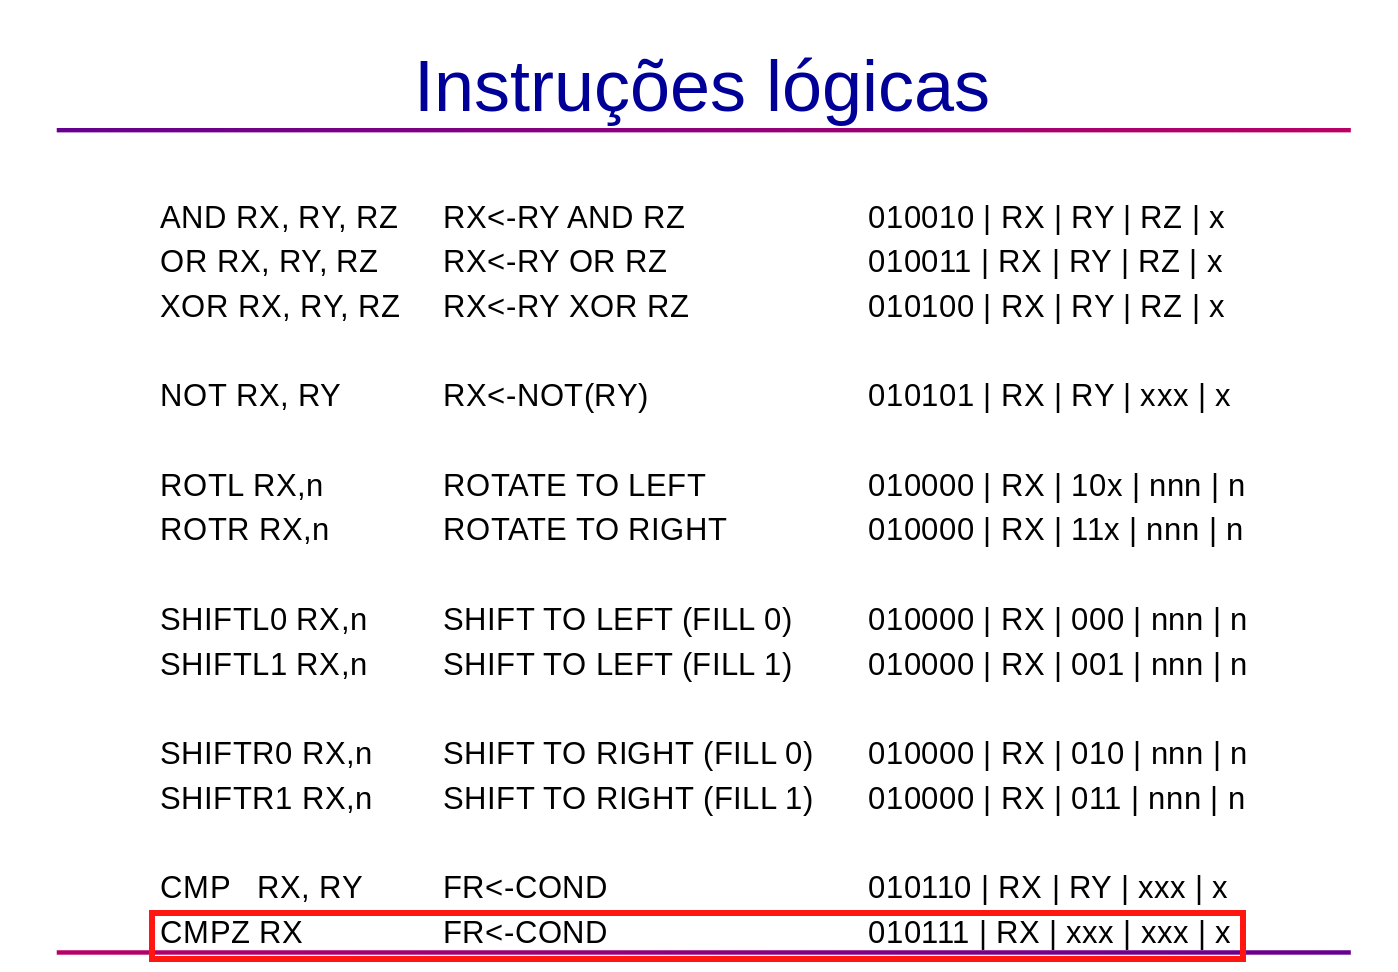 Instruções lógicas
AND RX, RY, RZ RX<-RY AND RZ 010010 | RX | RY | RZ | x
OR RX, RY, RZ RX<-RY OR RZ 010011 | RX | RY | RZ | x
XOR RX, RY, RZ RX<-RY XOR RZ 010100 | RX | RY | RZ | x
NOT RX, RY RX<-NOT(RY) 010101 | RX | RY | xxx | x
ROTL RX,n ROTATE TO LEFT 010000 | RX | 10x | nnn | n
ROTR RX,n ROTATE TO RIGHT 010000 | RX | 11x | nnn | n
SHIFTL0 RX,n SHIFT TO LEFT (FILL 0) 010000 | RX | 000 | nnn | n
SHIFTL1 RX,n SHIFT TO LEFT (FILL 1) 010000 | RX | 001 | nnn | n
SHIFTR0 RX,n SHIFT TO RIGHT (FILL 0) 010000 | RX | 010 | nnn | n
SHIFTR1 RX,n SHIFT TO RIGHT (FILL 1) 010000 | RX | 011 | nnn | n
CMP RX, RY FR<-COND 010110 | RX | RY | xxx | x
CMPZ RX FR<-COND 010111 | RX | xxx | xxx | x